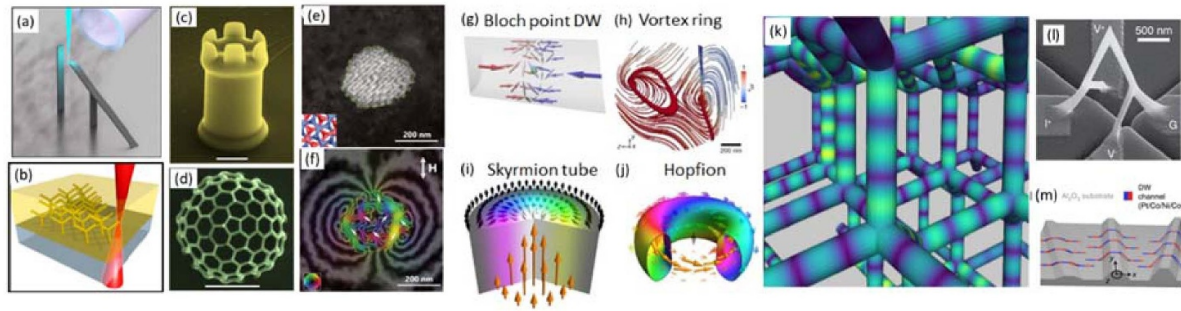 (a)
(b)
(c)
(d)
(e)
200 nm
(f)
H
200 nm
(g) Bloch point DW
(h) Vortex ring
200 nm
(i) Skyrmion tube
(j) Hopfion
(k)
(l)
V⁺
500 nm
I⁺
G
V
(m)
Al₂O₃ substrate
DW
channel
(Pt/Co/Ni/Co
y
x
z